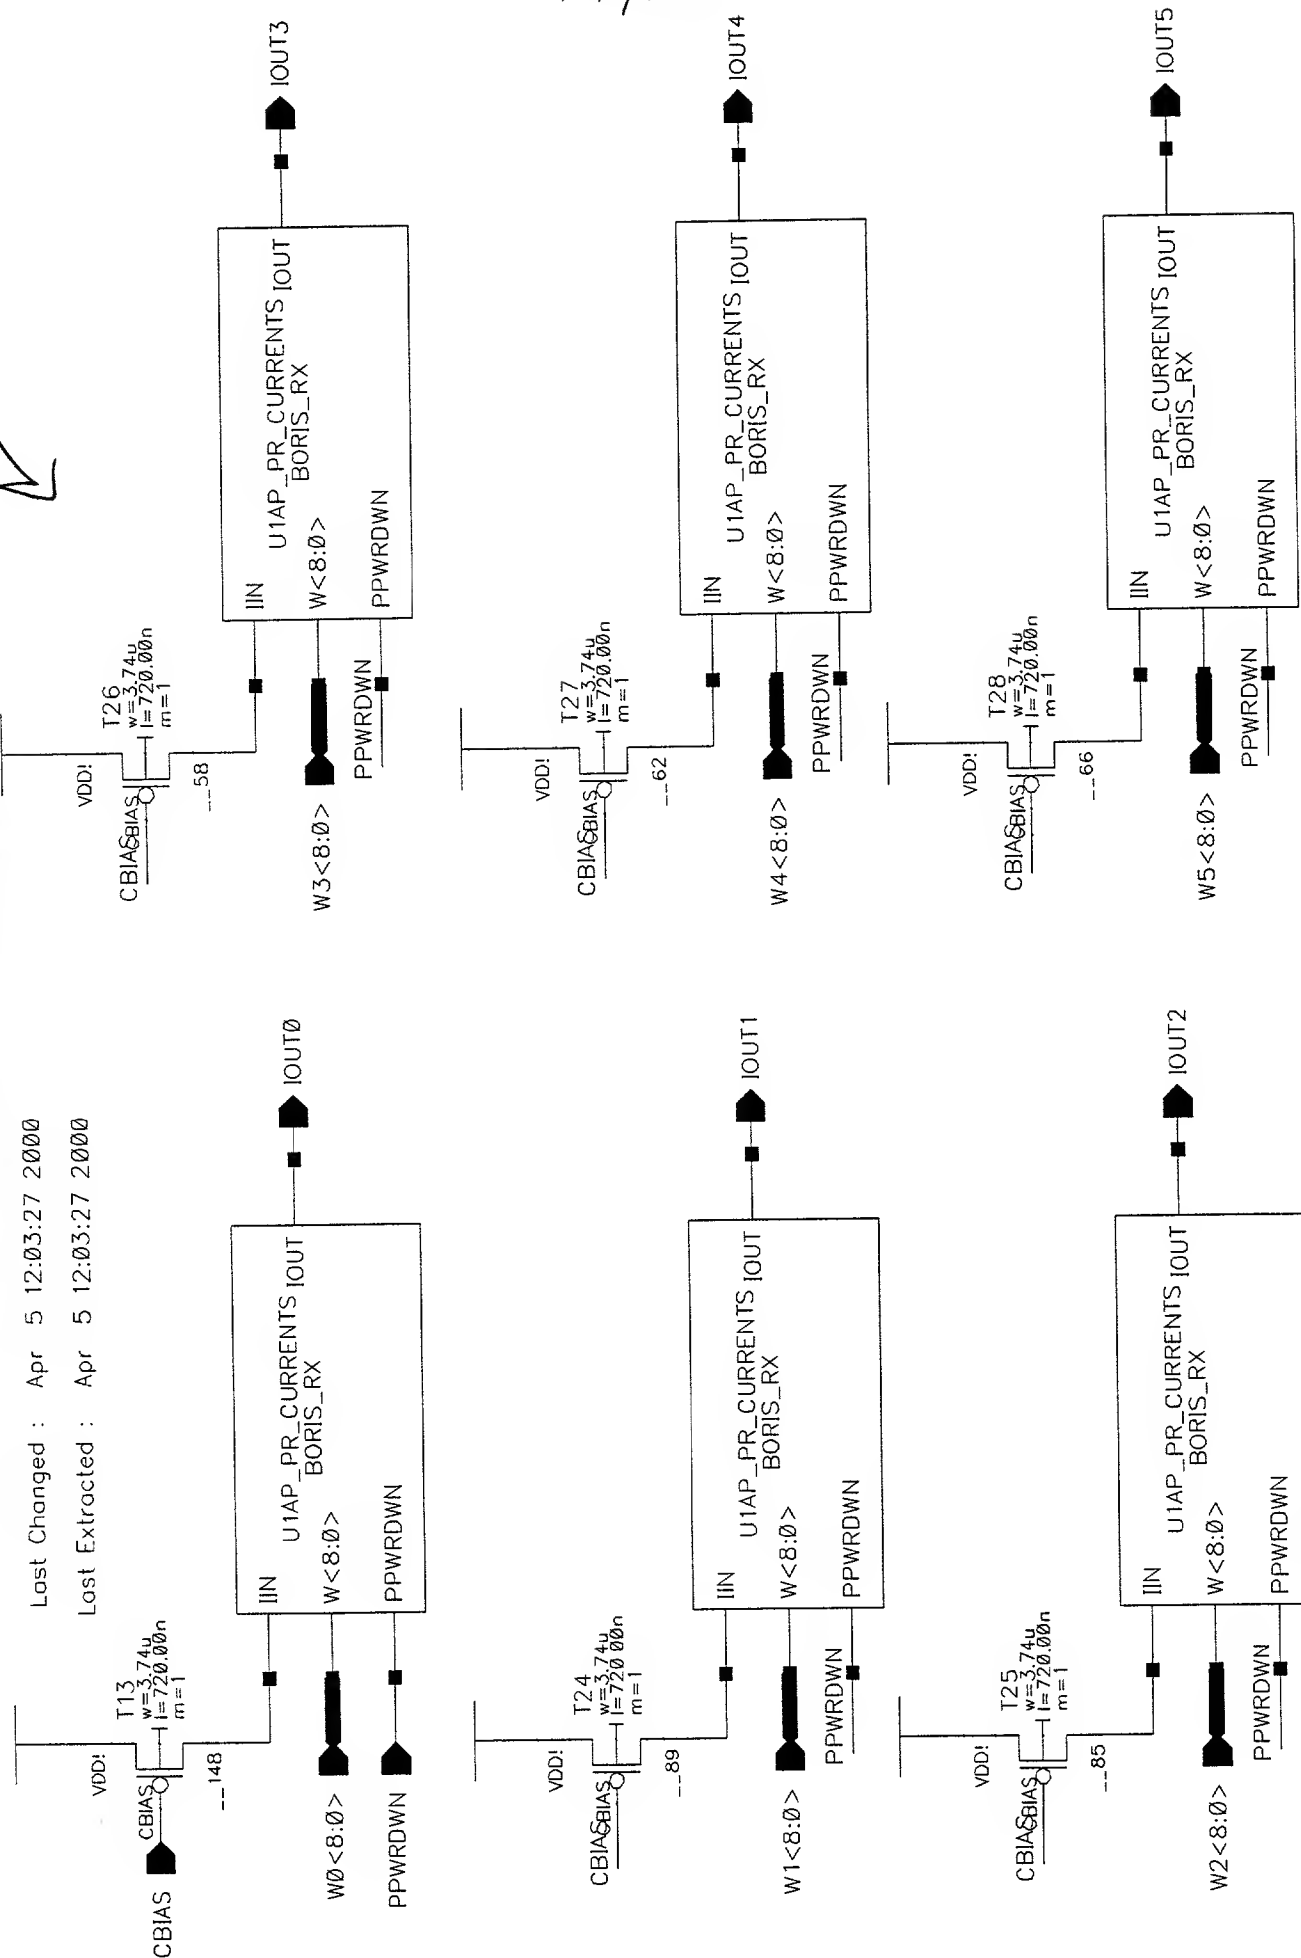 Last Changed : Apr 5 12:03:27 2000
Last Extracted : Apr 5 12:03:27 2000
VDD!
T13
w=3.74u
l=720.00n
m=1
CBIAS
CBIAS
__148
IIN
W<8:0>
PPWRDWN
U1AP_PR_CURRENTS
BORIS_RX
IOUT
IOUT0
W0<8:0>
PPWRDWN
VDD!
T24
w=3.74u
l=720.00n
m=1
CBIAS
CBIAS
__89
IIN
W<8:0>
PPWRDWN
U1AP_PR_CURRENTS
BORIS_RX
IOUT
IOUT1
W1<8:0>
PPWRDWN
VDD!
T25
w=3.74u
l=720.00n
m=1
CBIAS
CBIAS
__85
IIN
W<8:0>
PPWRDWN
U1AP_PR_CURRENTS
BORIS_RX
IOUT
IOUT2
W2<8:0>
PPWRDWN
VDD!
T26
w=3.74u
l=720.00n
m=1
CBIAS
CBIAS
__58
IIN
W<8:0>
PPWRDWN
U1AP_PR_CURRENTS
BORIS_RX
IOUT
IOUT3
W3<8:0>
PPWRDWN
VDD!
T27
w=3.74u
l=720.00n
m=1
CBIAS
CBIAS
__62
IIN
W<8:0>
PPWRDWN
U1AP_PR_CURRENTS
BORIS_RX
IOUT
IOUT4
W4<8:0>
PPWRDWN
VDD!
T28
w=3.74u
l=720.00n
m=1
CBIAS
CBIAS
__66
IIN
W<8:0>
PPWRDWN
U1AP_PR_CURRENTS
BORIS_RX
IOUT
IOUT5
W5<8:0>
PPWRDWN